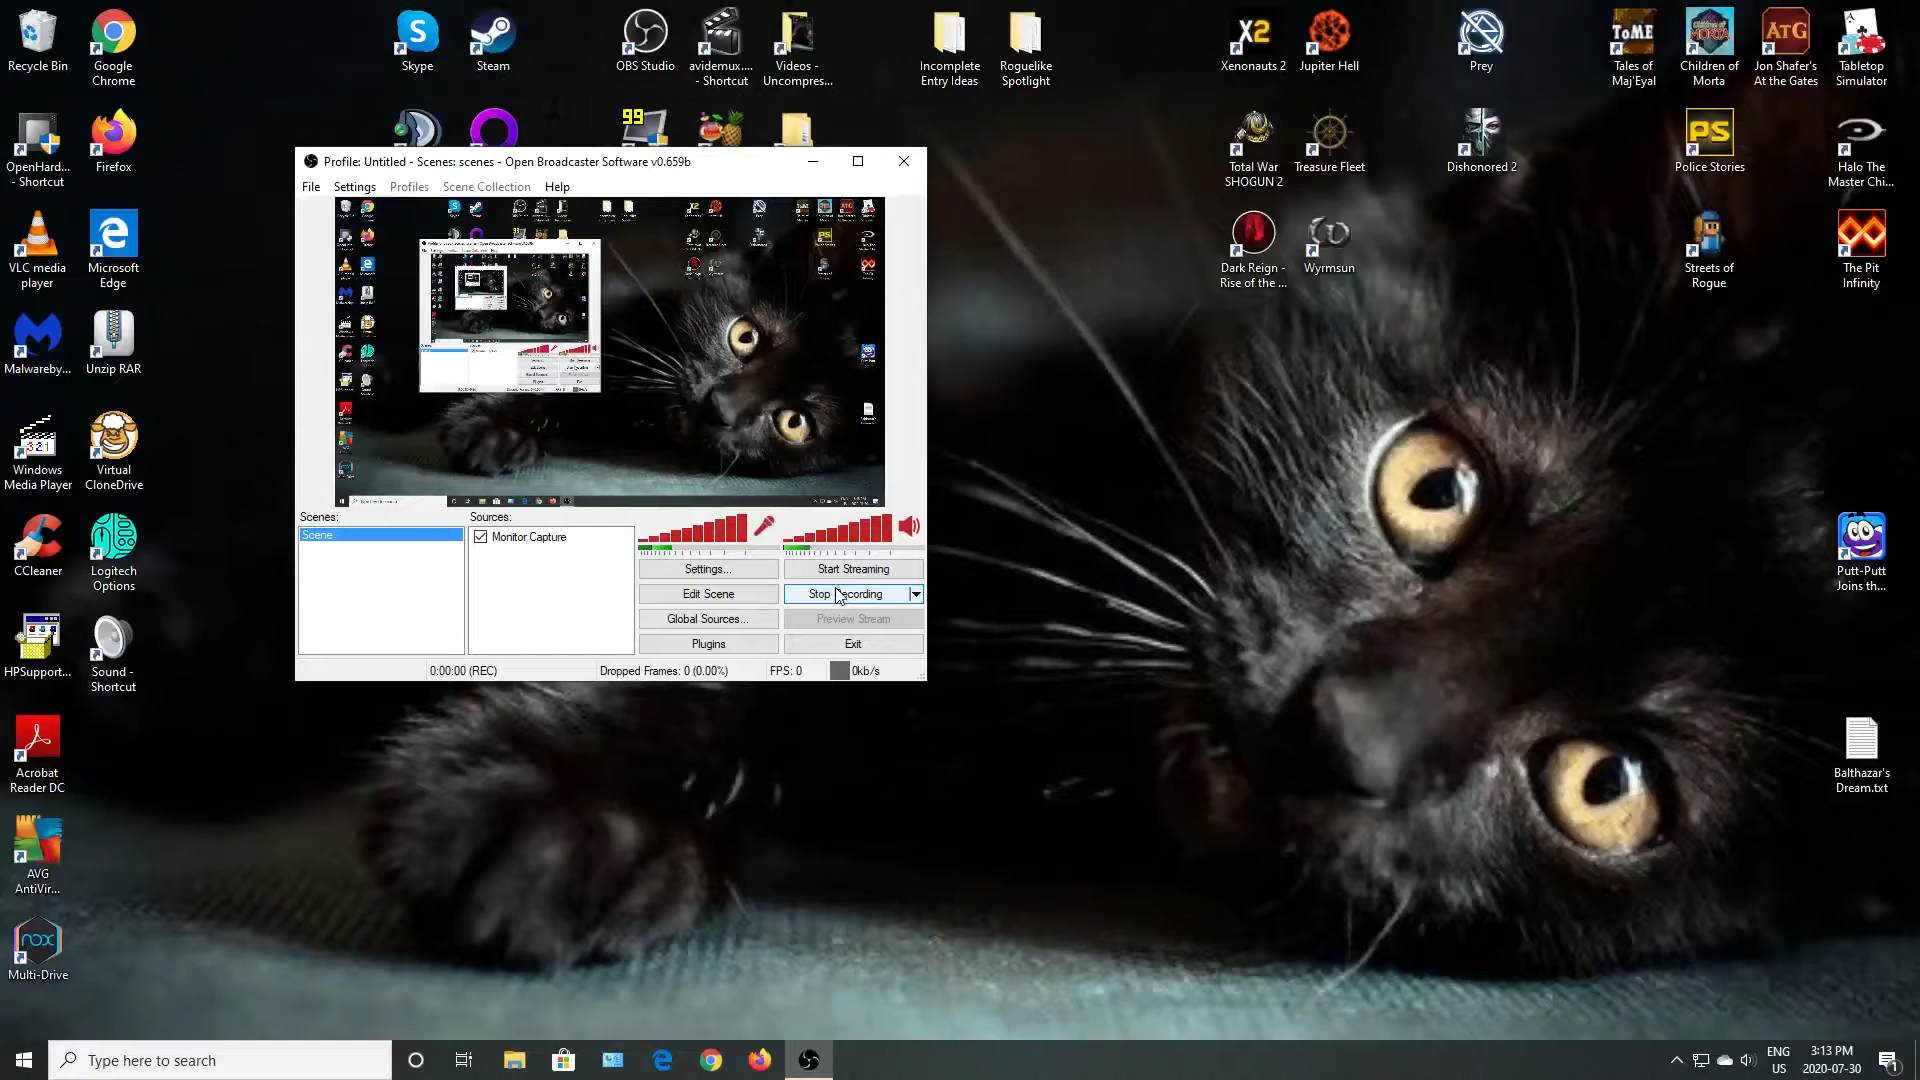 Recycle Bin
Google
Chrome
Skype
Steam
OBS Studio
avidemux....
- Shortcut
Videos -
Uncompres...
Incomplete
Entry Ideas
Roguelike
Spotlight
X2
Xenonauts 2
Jupiter Hell
Prey
ToME
Tales of
Maj'Eyal
Children of
Morta
AtG
Jon Shafer's
At the Gates
Tabletop
Simulator
OpenHard...
- Shortcut
Firefox
99
Total War
SHOGUN 2
Treasure Fleet
Dishonored 2
PS
Police Stories
Halo The
Master Chi...
VLC media
player
Microsoft
Edge
Dark Reign -
Rise of the ...
Wyrmsun
Streets of
Rogue
The Pit
Infinity
Malwareby...
Unzip RAR
321
Windows
Media Player
Virtual
CloneDrive
CCleaner
Logitech
Options
Putt-Putt
Joins th...
HPSupport...
Sound -
Shortcut
Acrobat
Reader DC
Balthazar's
Dream.txt
AVG
AntiVir...
nox
Multi-Drive
Profile: Untitled - Scenes: scenes - Open Broadcaster Software v0.659b
File Settings Profiles Scene Collection Help
Scenes:
Sources:
Scene
Monitor Capture
Settings...
Start Streaming
Edit Scene
Stop Recording
Global Sources...
Preview Stream
Plugins
Exit
0:00:00 (REC)
Dropped Frames: 0 (0.00%)
FPS: 0
0kb/s
Type here to search
ENG
US
3:13 PM
2020-07-30
1